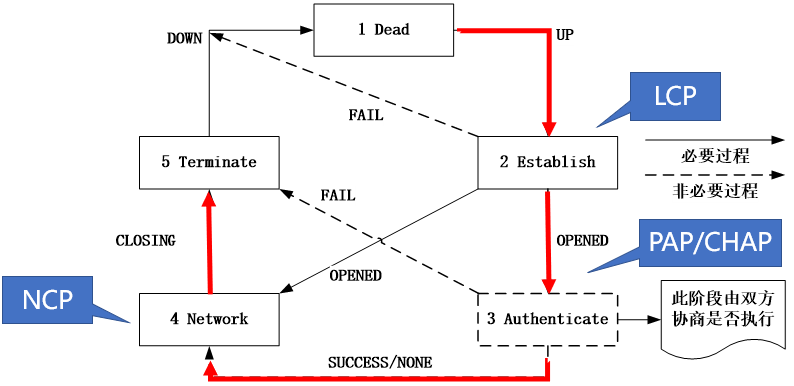 1 Dead
UP
DOWN
LCP
FAIL
必要过程
5 Terminate
2 Establish
非必要过程
FAIL
CLOSING
OPENED
PAP/CHAP
OPENED
NCP
4 Network
3 Authenticate
此阶段由双方
协商是否执行
SUCCESS/NONE